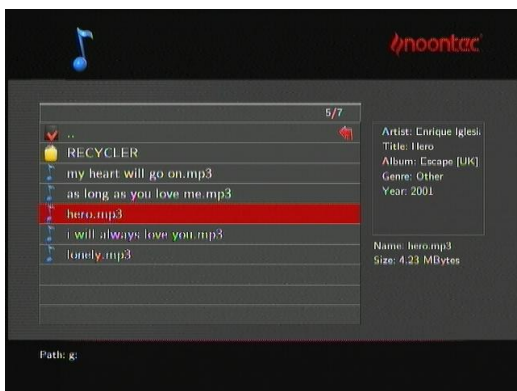 noontec
5/7
..
RECYCLER
my heart will go on.mp3
as long as you love me.mp3
hero.mp3
i will always love you.mp3
lonely.mp3
Artist: Enrique Iglesi
Title: Hero
Album: Escape [UK]
Genre: Other
Year: 2001
Name: hero.mp3
Size: 4.23 MBytes
Path: g: